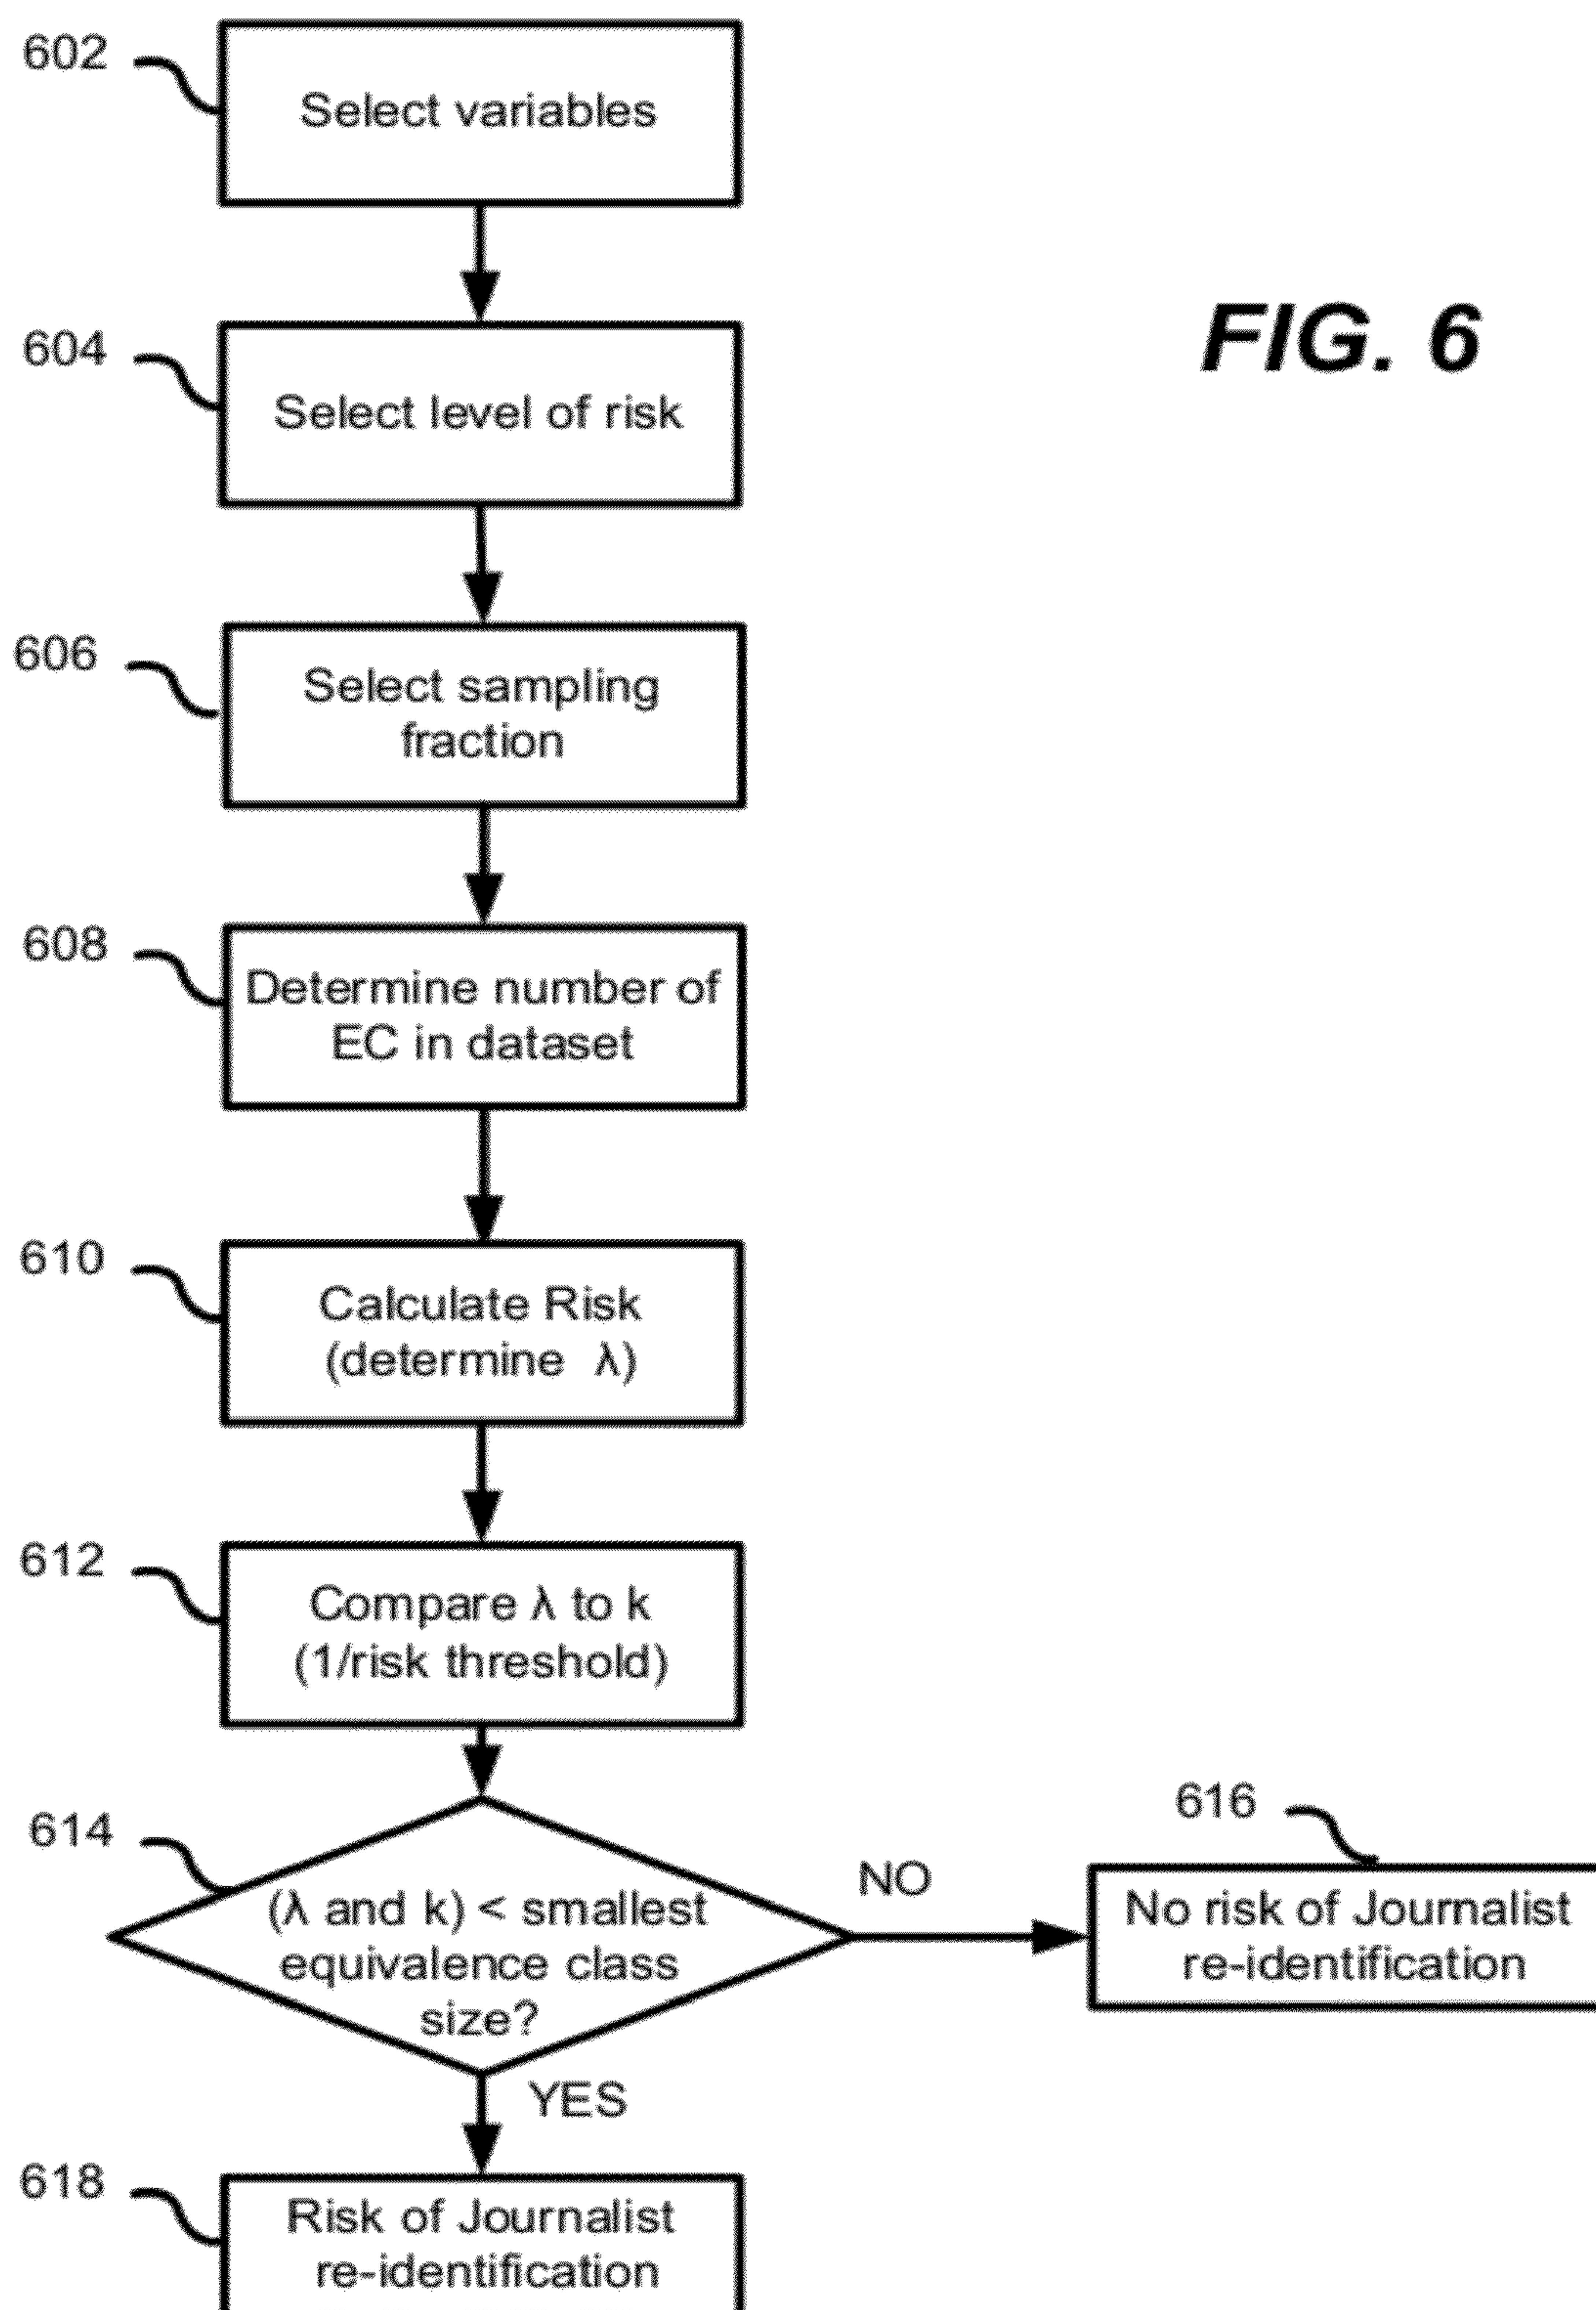 602
Select variables
FIG. 6
604
Select level of risk
606
Select sampling
fraction
608
Determine number of
EC in dataset
610
Calculate Risk
(determine λ)
612
Compare λ to k
(1/risk threshold)
614
(λ and k) < smallest
equivalence class
size?
NO
616
No risk of Journalist
re-identification
YES
618
Risk of Journalist
re-identification